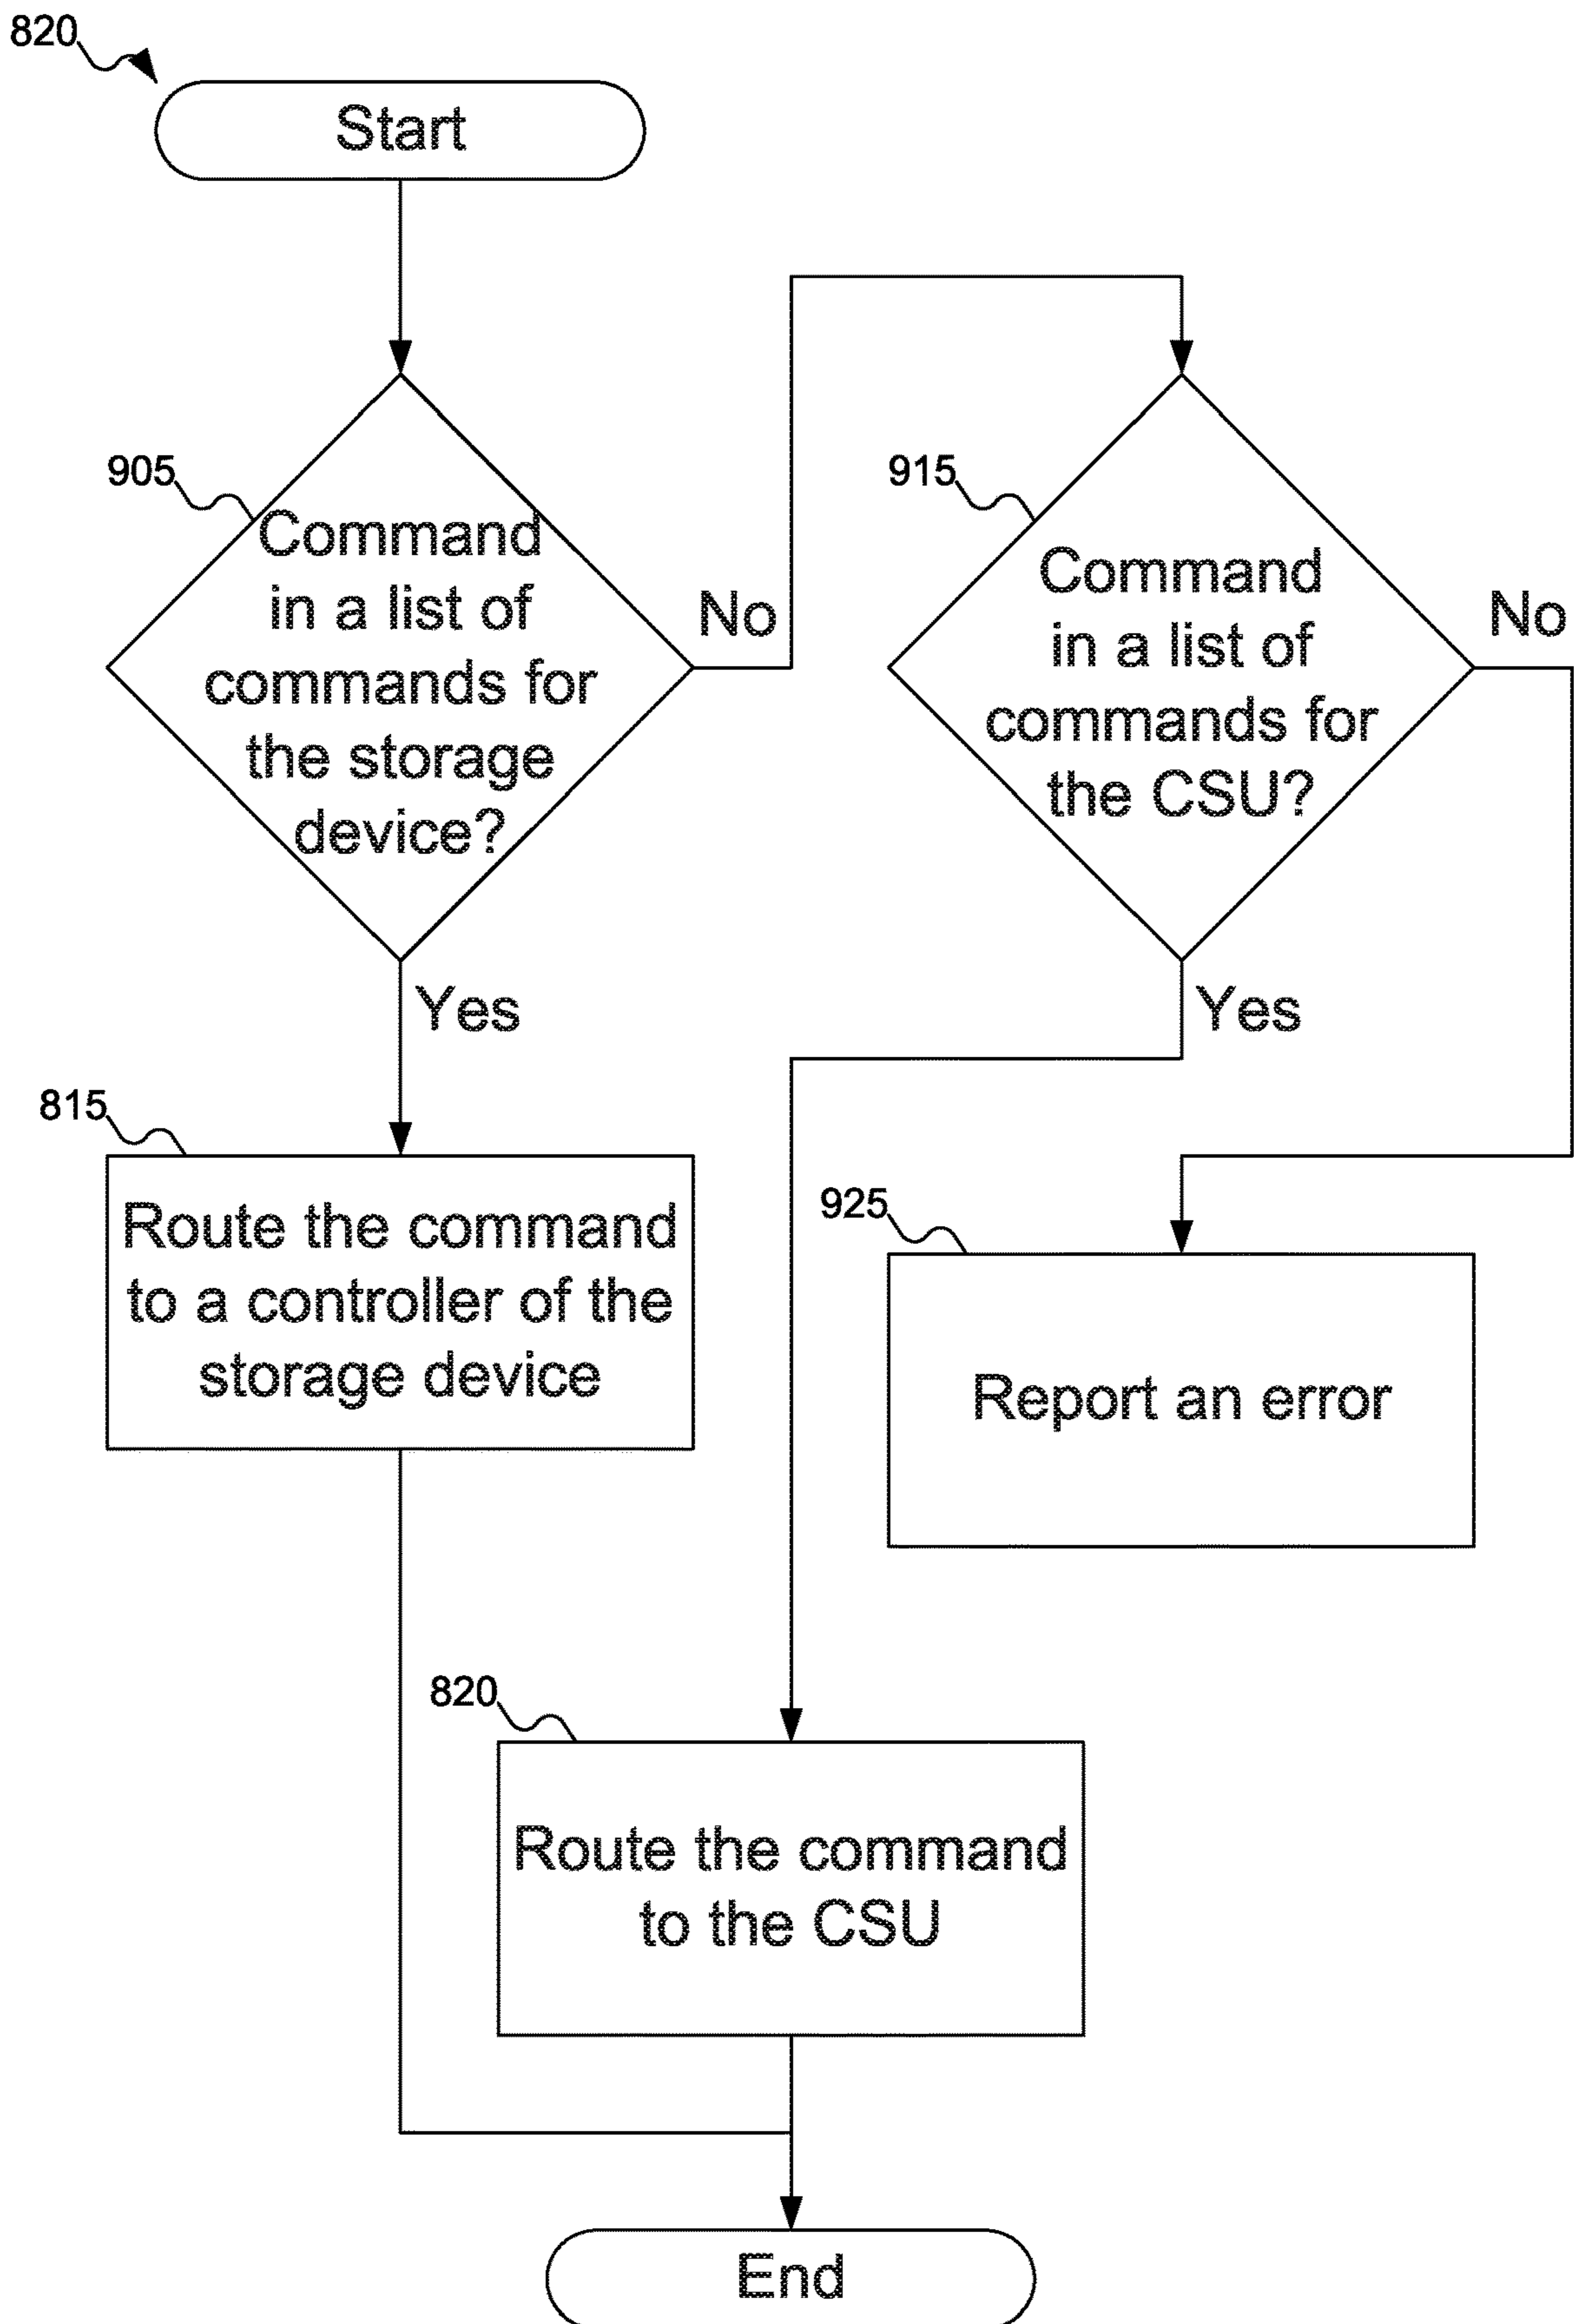 820
Start
905
Command
in a list of
commands for
the storage
device?
No
915
Command
in a list of
commands for
the CSU?
No
Yes
Yes
815
Route the command
to a controller of the
storage device
925
Report an error
820
Route the command
to the CSU
End